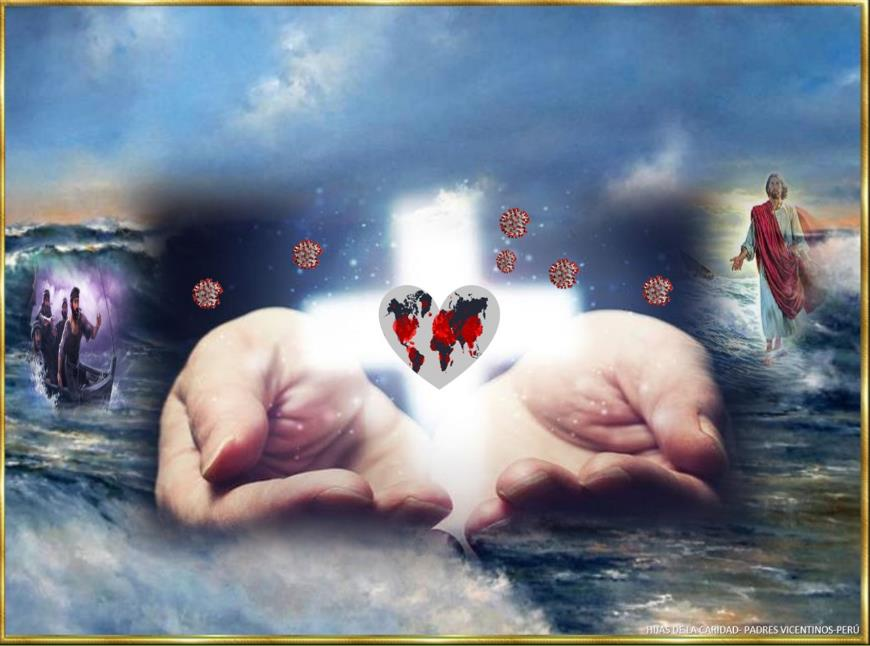 HIJAS DE LA CARIDAD- PADRES VICENTINOS-PERÚ